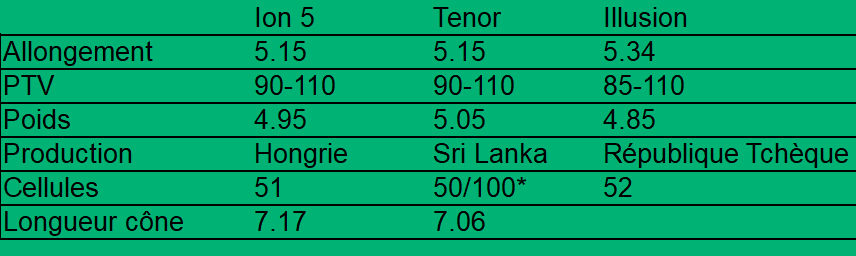 Ion 5 Tenor Illusion
Allongement 5.15 5.15 5.34
PTV 90-110 90-110 85-110
Poids 4.95 5.05 4.85
Production Hongrie Sri Lanka République Tchèque
Cellules 51 50/100* 52
Longueur cône 7.17 7.06